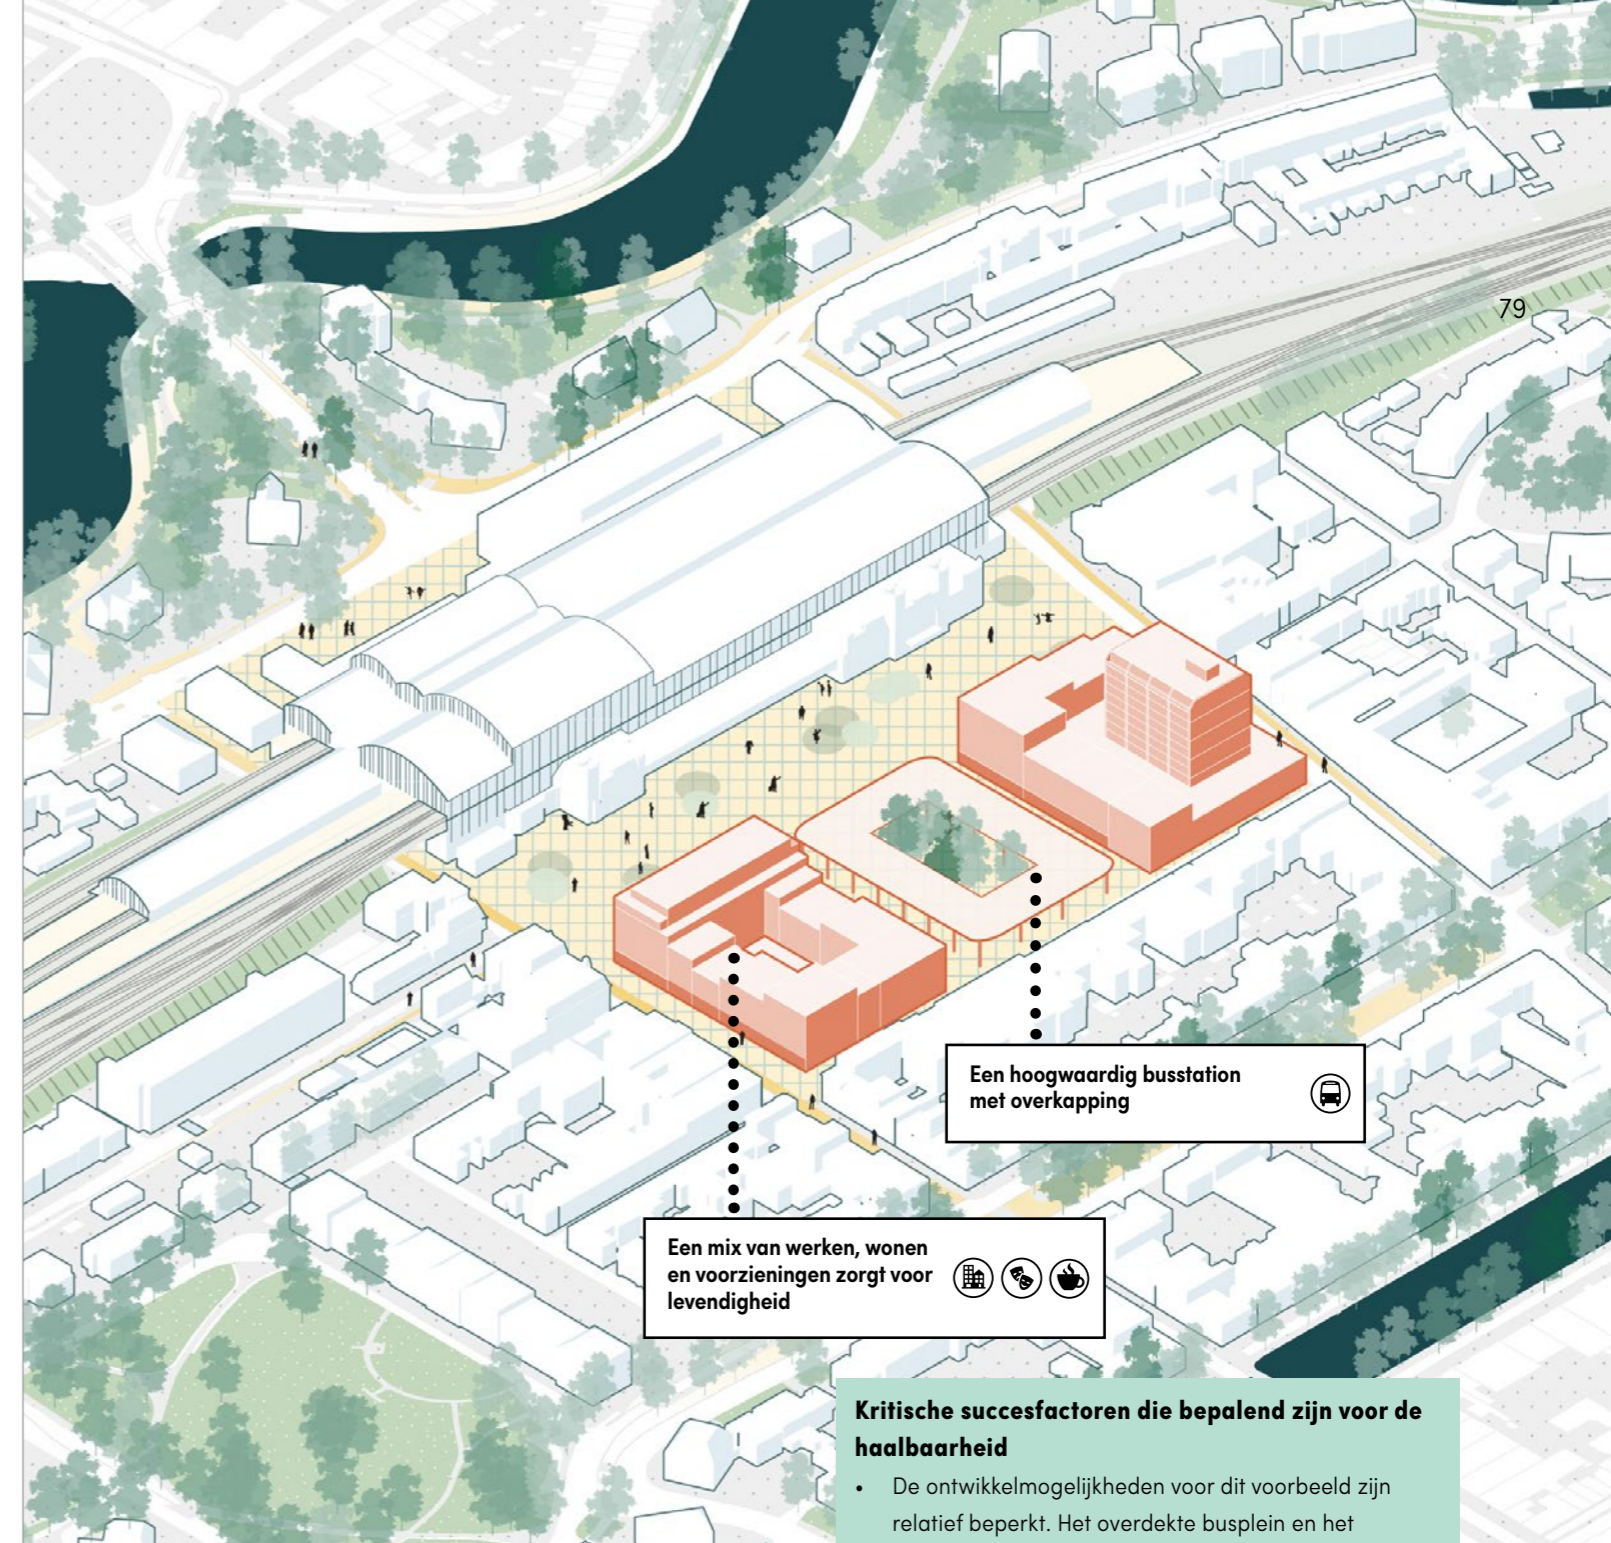 79
Een hoogwaardig busstation
met overkapping
Een mix van werken, wonen
en voorzieningen zorgt voor
levendigheid
Kritische succesfactoren die bepalend zijn voor de
haalbaarheid
• De ontwikkelmogelijkheden voor dit voorbeeld zijn
relatief beperkt. Het overdekte busplein en het